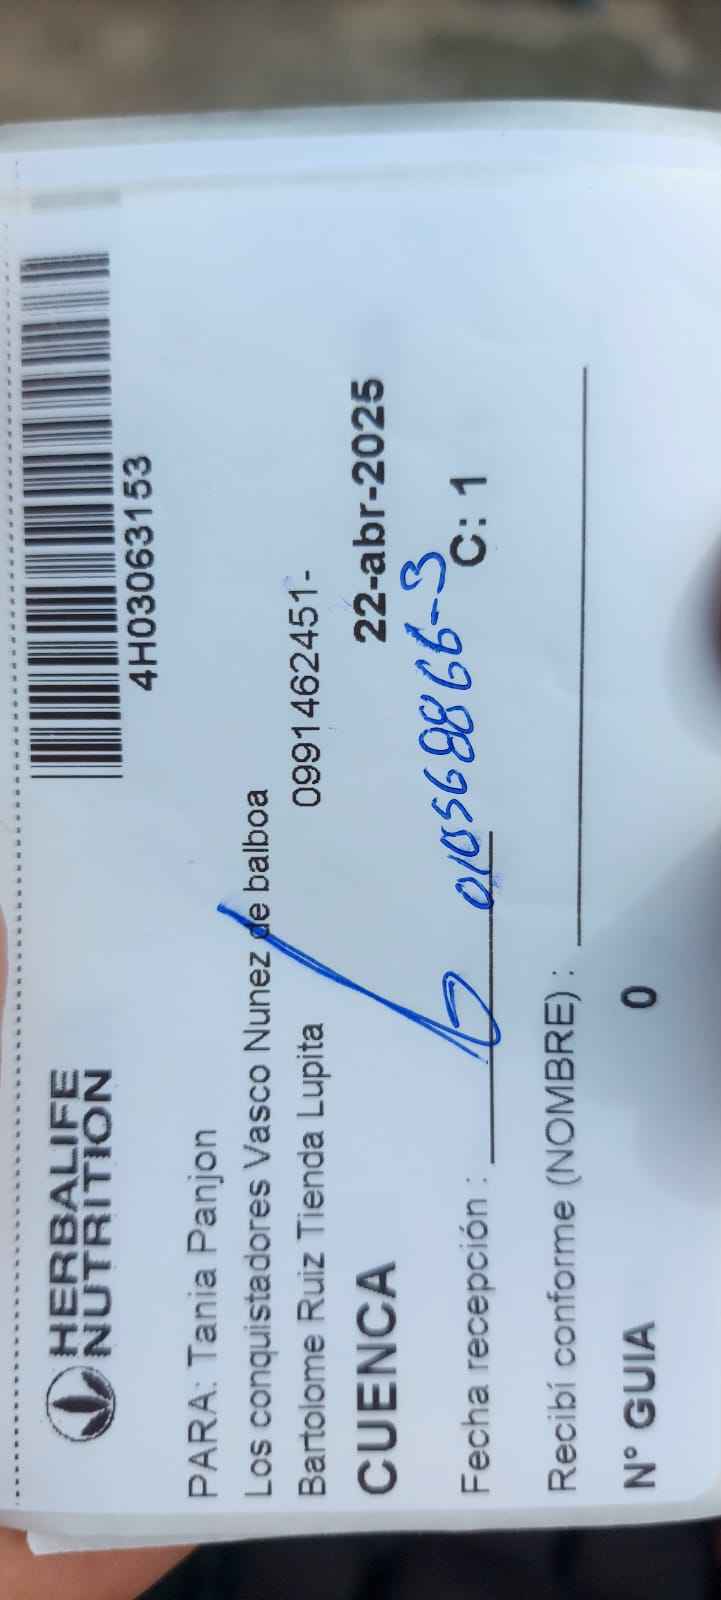 HERBALIFE
NUTRITION
4H03063153
PARA: Tania Panjon
Los conquistadores Vasco Nunez de balboa
Bartolome Ruiz Tienda Lupita 0991462451-
CUENCA 22-abr-2025
010568866-3
Fecha recepción : C: 1
Recibí conforme (NOMBRE) :
N° GUIA 0